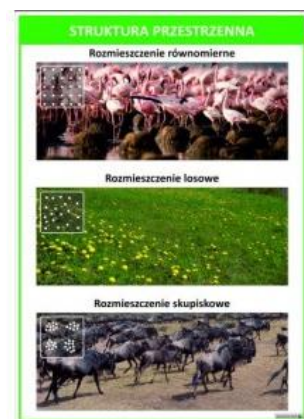 STRUKTURA PRZESTRZENNA
Rozmieszczenie równomierne
Rozmieszczenie losowe
Rozmieszczenie skupiskowe